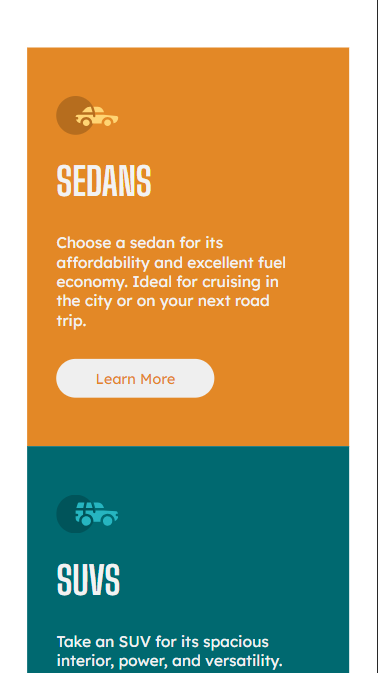 SEDANS
Choose a sedan for its
affordability and excellent fuel
economy. Ideal for cruising in
the city or on your next road
trip.
Learn More
SUVS
Take an SUV for its spacious
interior, power, and versatility.